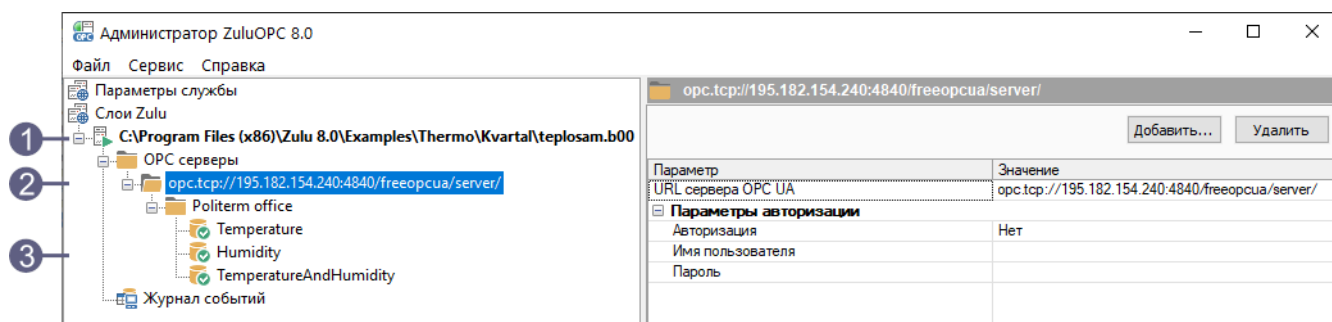 Администратор ZuluOPC 8.0
Файл Сервис Справка
Параметры службы
Слои Zulu
1 C:\Program Files (x86)\Zulu 8.0\Examples\Thermo\Kvartal\teplosam.b00
OPC серверы
2 opc.tcp://195.182.154.240:4840/freeopcua/server/
Politerm office
Temperature
3 Humidity
TemperatureAndHumidity
Журнал событий
opc.tcp://195.182.154.240:4840/freeopcua/server/
Добавить... Удалить
Параметр Значение
URL сервера OPC UA opc.tcp://195.182.154.240:4840/freeopcua/server/
Параметры авторизации
Авторизация Нет
Имя пользователя
Пароль